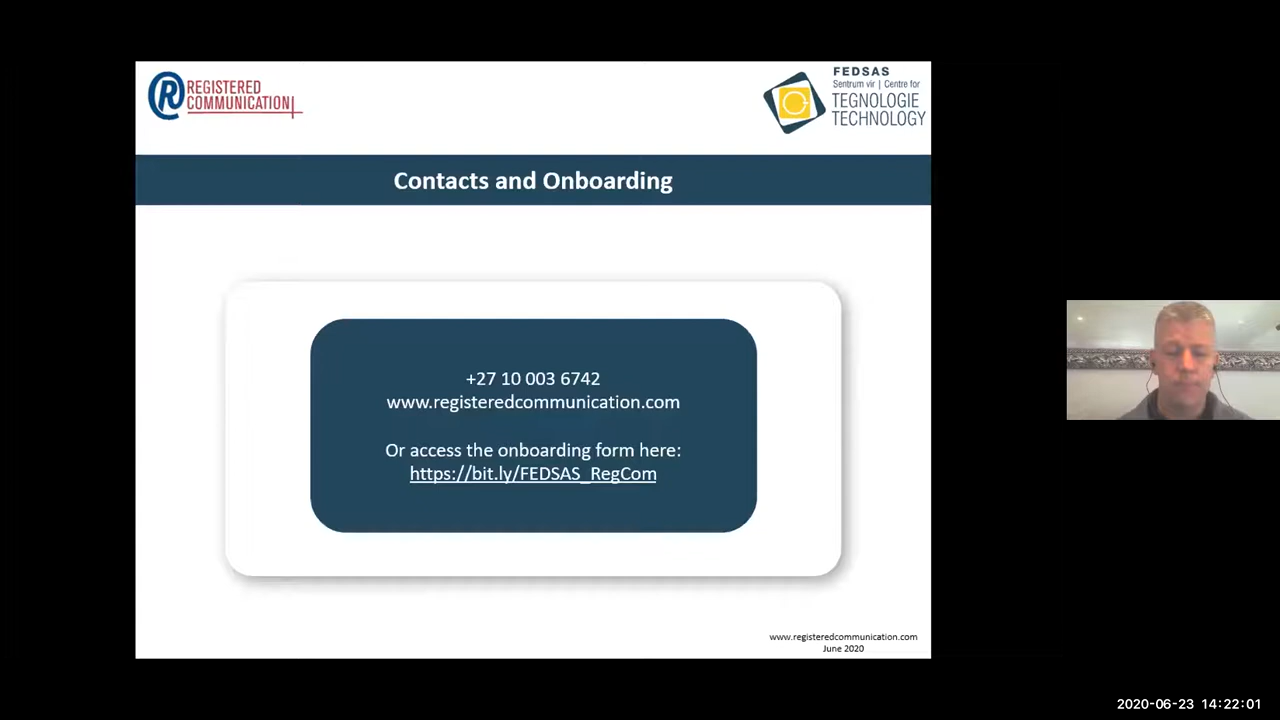 REGISTERED
COMMUNICATION
FEDSAS
Sentrum vir | Centre for
TEGNOLOGIE
TECHNOLOGY
Contacts and Onboarding
+27 10 003 6742
www.registeredcommunication.com
Or access the onboarding form here:
https://bit.ly/FEDSAS_RegCom
www.registeredcommunication.com
June 2020
2020-06-23 14:22:01